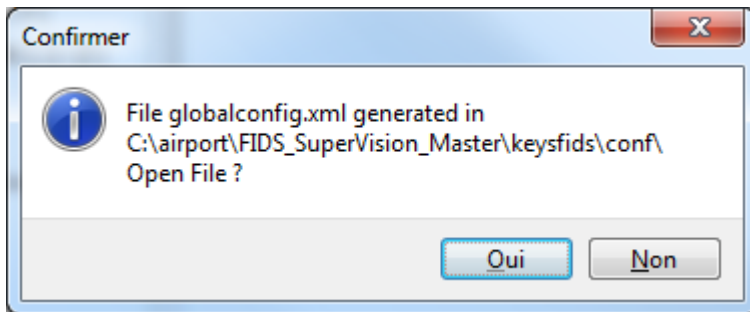 Confirmer
File globalconfig.xml generated in
C:\airport\FIDS_SuperVision_Master\keysfids\conf\
Open File ?
Oui
Non